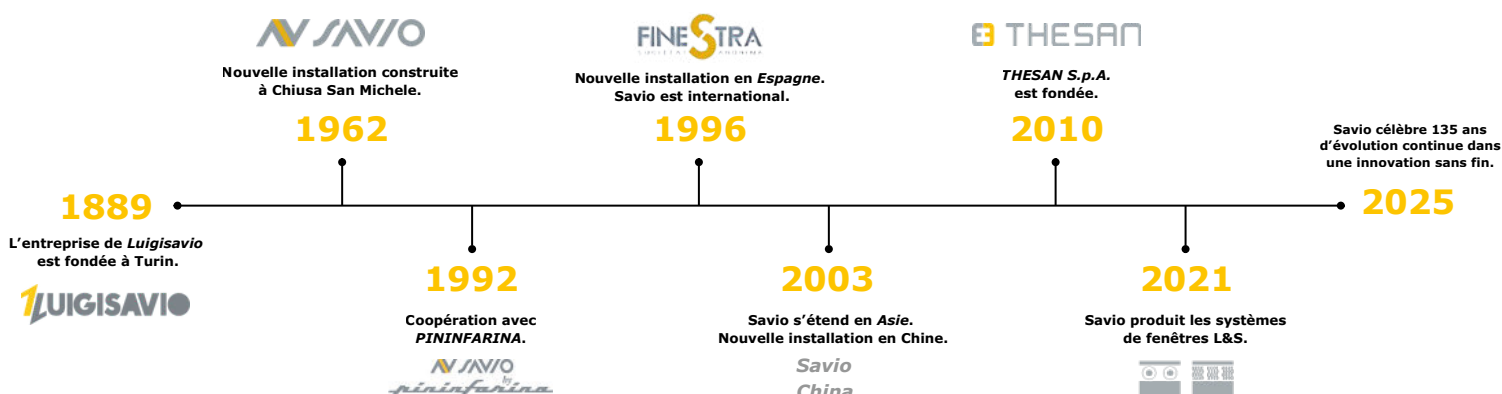 SAVIO
Nouvelle installation construite
à Chiusa San Michele.
1962
FINESTRA
Nouvelle installation en Espagne.
Savio est international.
1996
THESAN
THESAN S.p.A.
est fondée.
2010
Savio célèbre 135 ans
d'évolution continue dans
une innovation sans fin.
2025
1889
L'entreprise de Luigisavio
est fondée à Turin.
LUIGISAVIO
1992
Coopération avec
PININFARINA.
SAVIO
by
pininfarina
2003
Savio s'étend en Asie.
Nouvelle installation en Chine.
Savio
China
2021
Savio produit les systèmes
de fenêtres L&S.